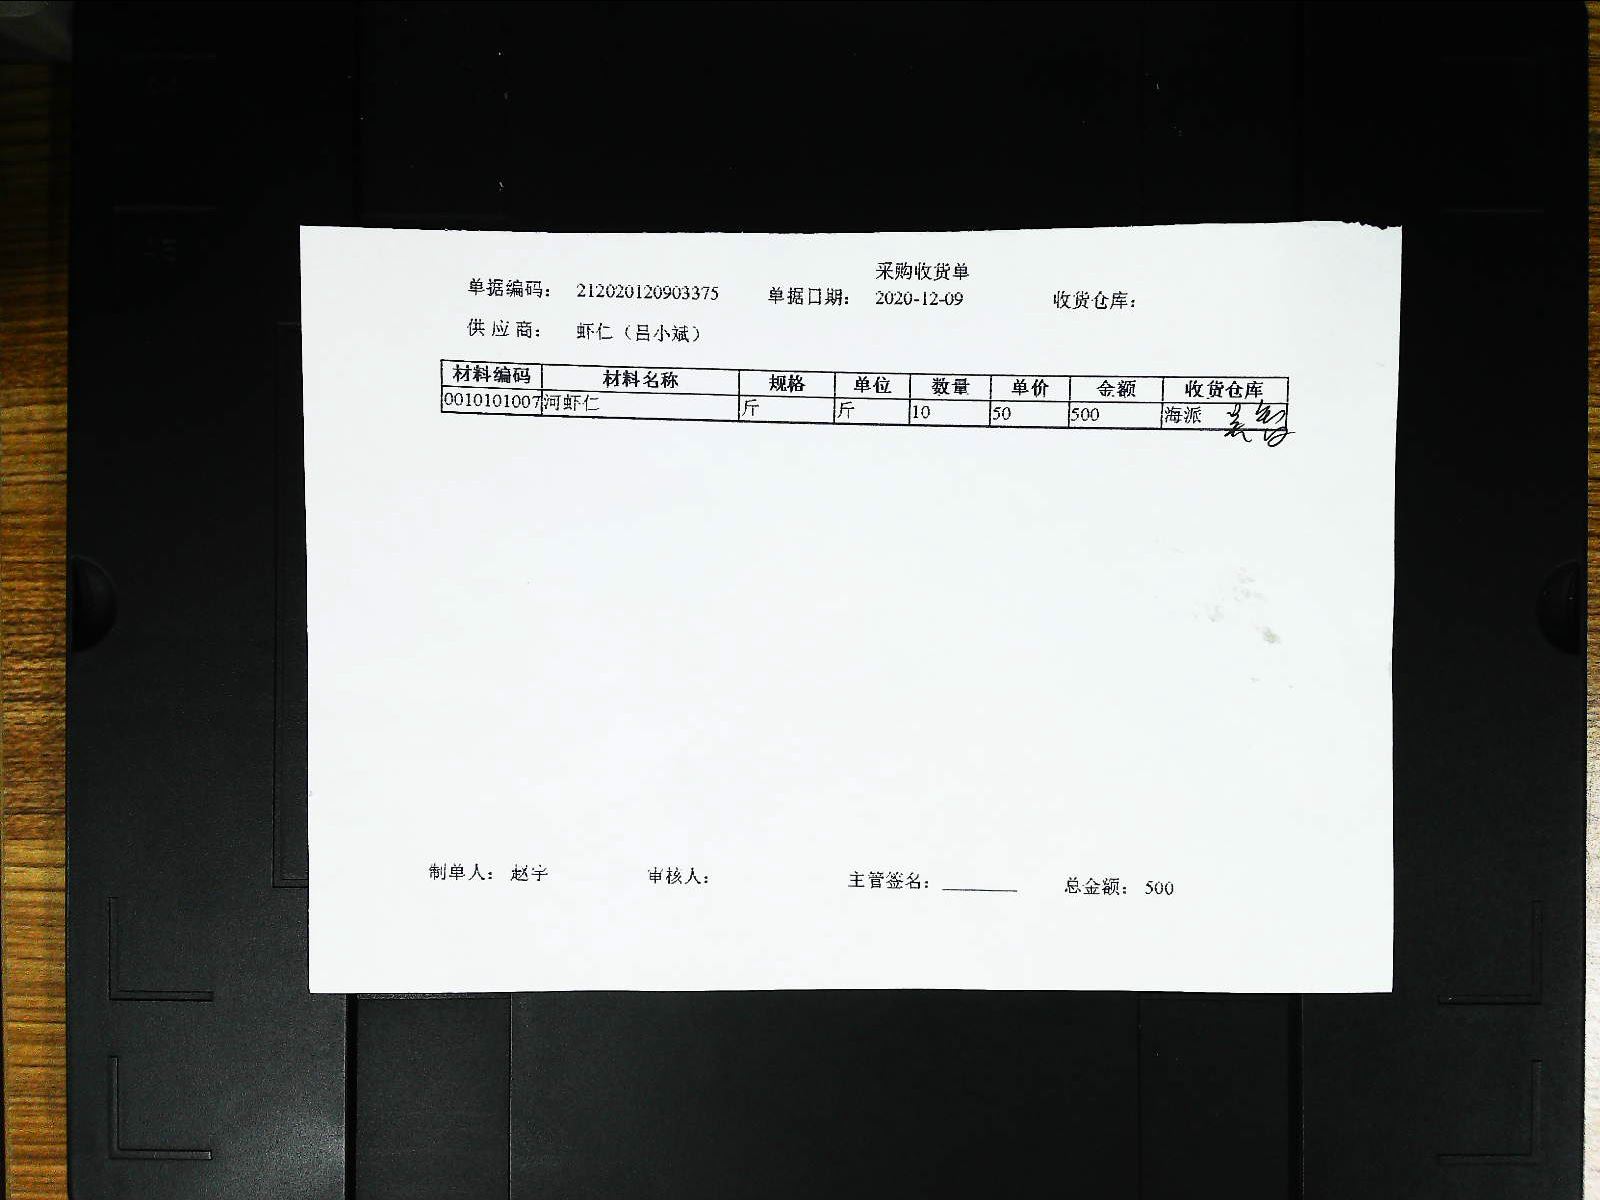 采购收货单
单据编码： 212020120903375 单据日期： 2020-12-09 收货仓库：
供 应 商： 虾仁（吕小斌）
材料编码 材料名称 规格 单位 数量 单价 金额 收货仓库
0010101007 河虾仁 斤 斤 10 50 500 海派
制单人： 赵宇 审核人： 主管签名： 总金额： 500